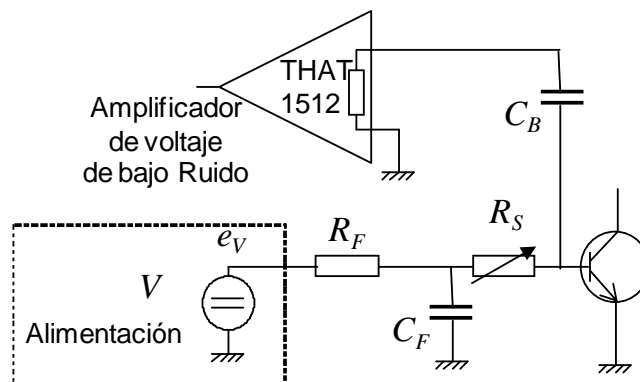 THAT
1512
Amplificador
de voltaje
de bajo Ruido
C_B
e_V
R_F
R_S
V
Alimentación
C_F